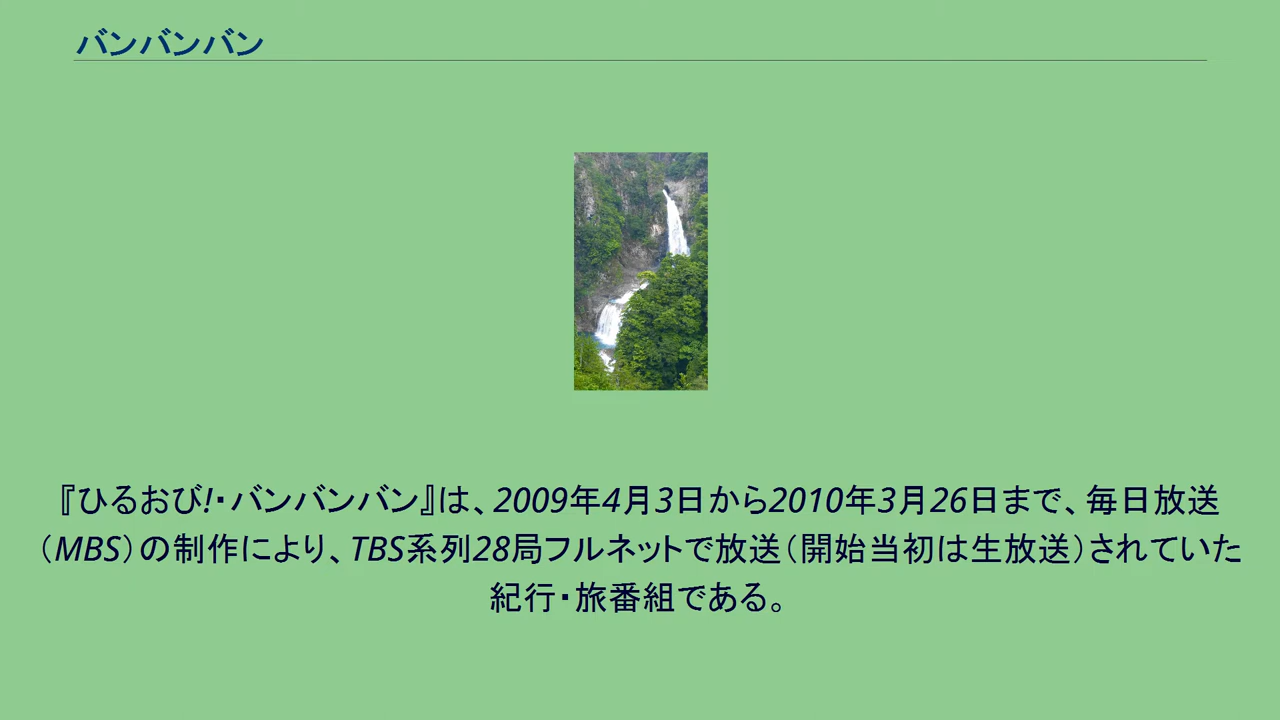 バンバンバン
『ひるおび!・バンバンバン』は、2009年4月3日から2010年3月26日まで、毎日放送
（MBS）の制作により、TBS系列28局フルネットで放送（開始当初は生放送）されていた
紀行・旅番組である。